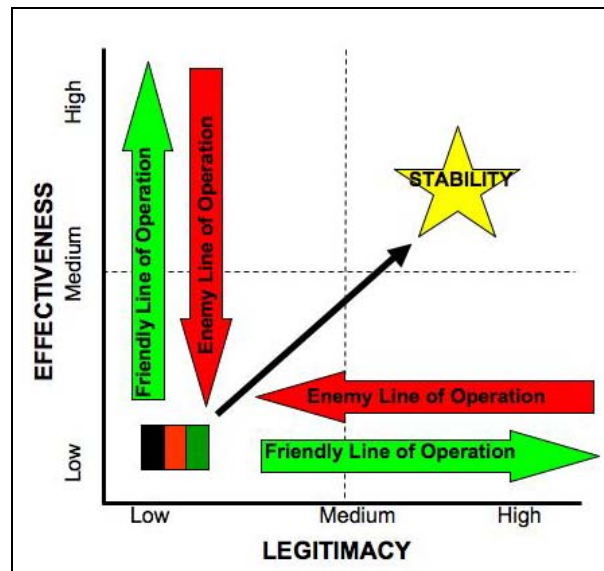 EFFECTIVENESS
High
Medium
Low
Friendly Line of Operation
Enemy Line of Operation
STABILITY
Enemy Line of Operation
Friendly Line of Operation
Low
Medium
High
LEGITIMACY